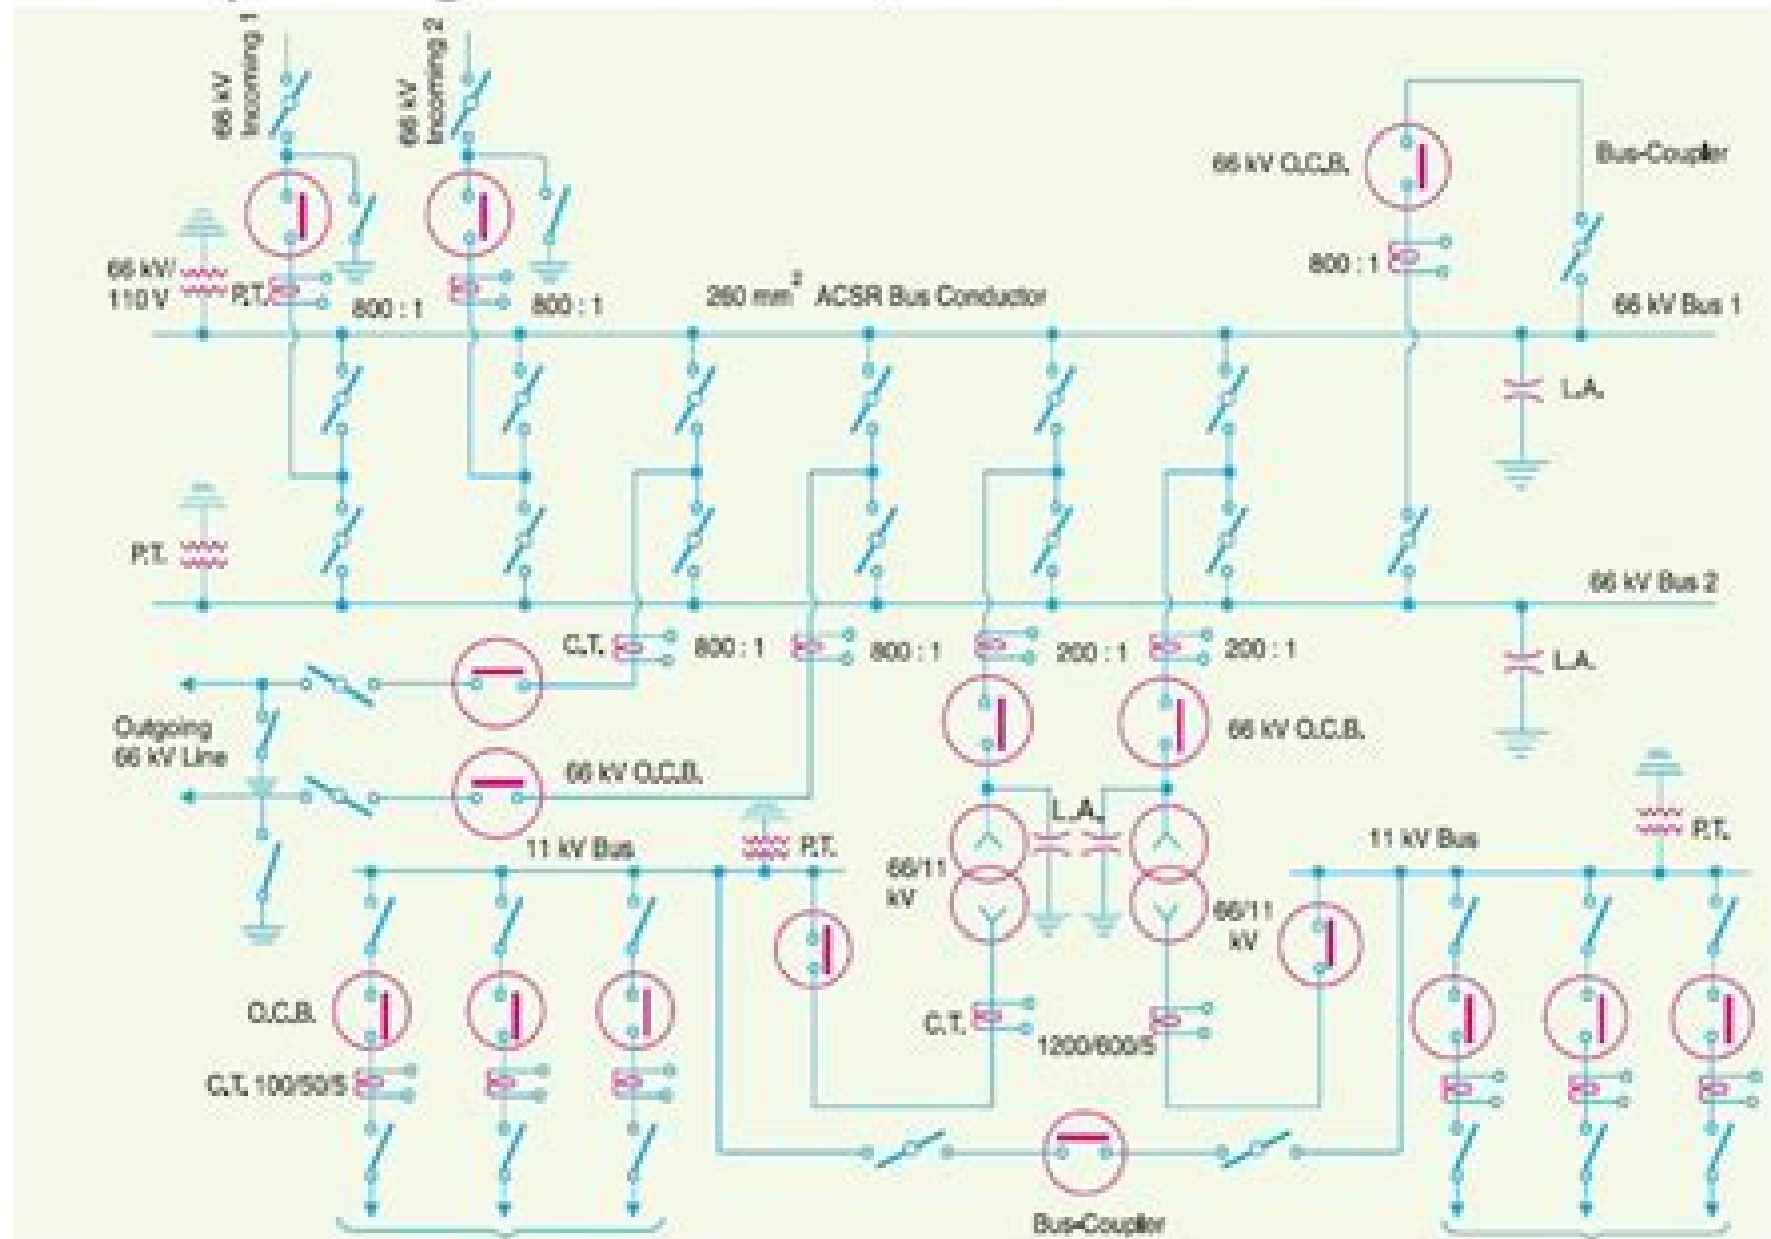 66 kV
Incoming 1
66 kV
Incoming 2
66 kV O.C.B.
Bus-Coupler
66 kV/
110 V
P.T.
800 : 1
800 : 1
260 mm² ACSR Bus Conductor
800 : 1
66 kV Bus 1
L.A.
P.T.
66 kV Bus 2
C.T.
800 : 1
800 : 1
200 : 1
200 : 1
L.A.
Outgoing
66 kV Line
66 kV O.C.B.
66 kV O.C.B.
11 kV Bus
P.T.
L.A.
66/11
kV
66/11
kV
11 kV Bus
P.T.
O.C.B.
C.T. 100/50/5
C.T.
1200/600/5
Bus-Coupler